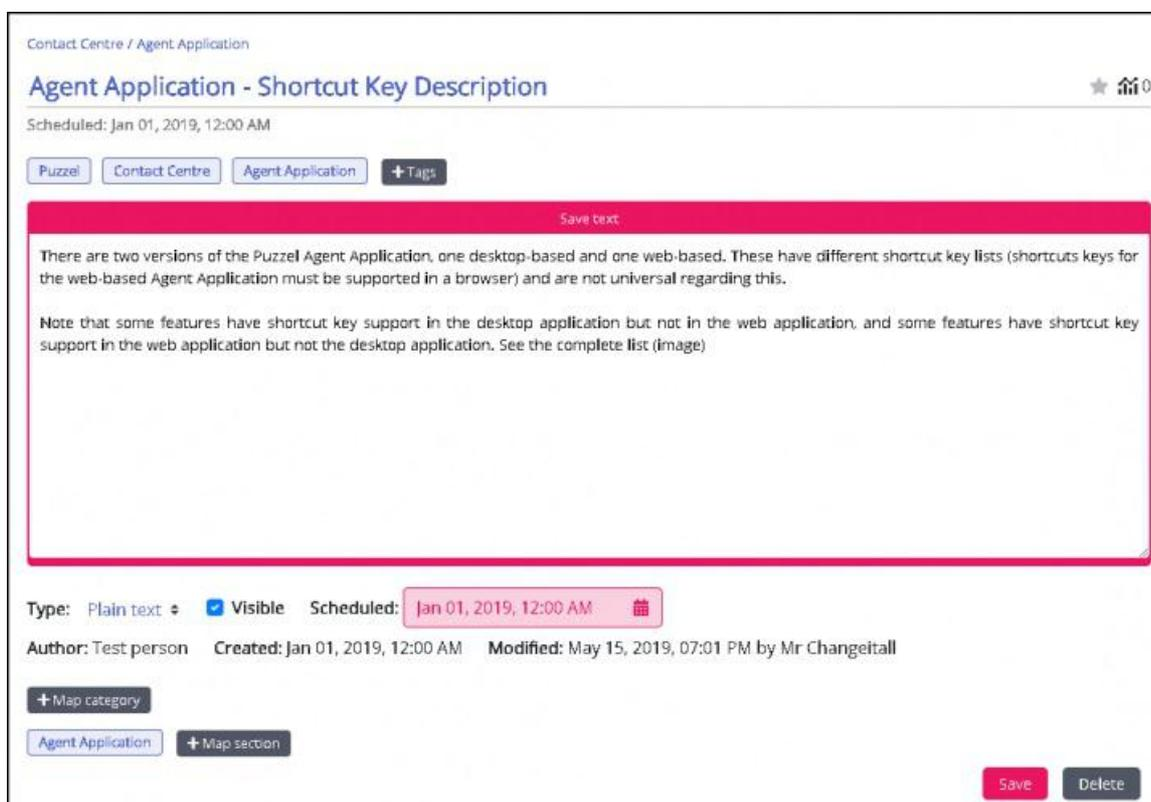 Contact Centre / Agent Application
Agent Application - Shortcut Key Description
0
Scheduled: Jan 01, 2019, 12:00 AM
Puzzel Contact Centre Agent Application +Tags
Save text
There are two versions of the Puzzel Agent Application, one desktop-based and one web-based. These have different shortcut key lists (shortcuts keys for
the web-based Agent Application must be supported in a browser) and are not universal regarding this.
Note that some features have shortcut key support in the desktop application but not in the web application, and some features have shortcut key
support in the web application but not the desktop application. See the complete list (image)
Type: Plain text Visible Scheduled: Jan 01, 2019, 12:00 AM
Author: Test person Created: Jan 01, 2019, 12:00 AM Modified: May 15, 2019, 07:01 PM by Mr Changeitall
+Map category
Agent Application +Map section
Save Delete